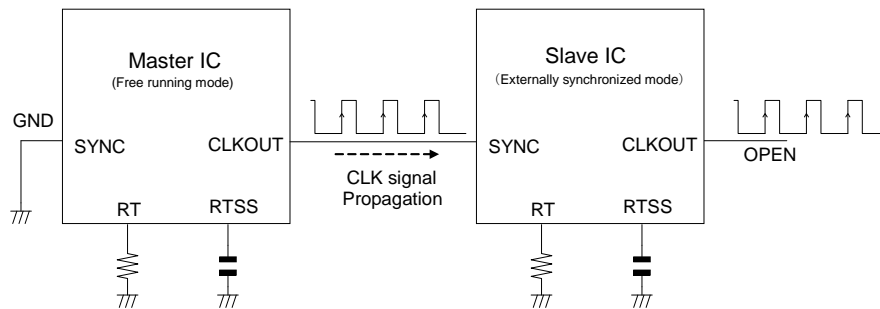 Master IC
(Free running mode)
GND
SYNC
CLKOUT
RT
RTSS
CLK signal
Propagation
Slave IC
(Externally synchronized mode)
SYNC
CLKOUT
OPEN
RT
RTSS